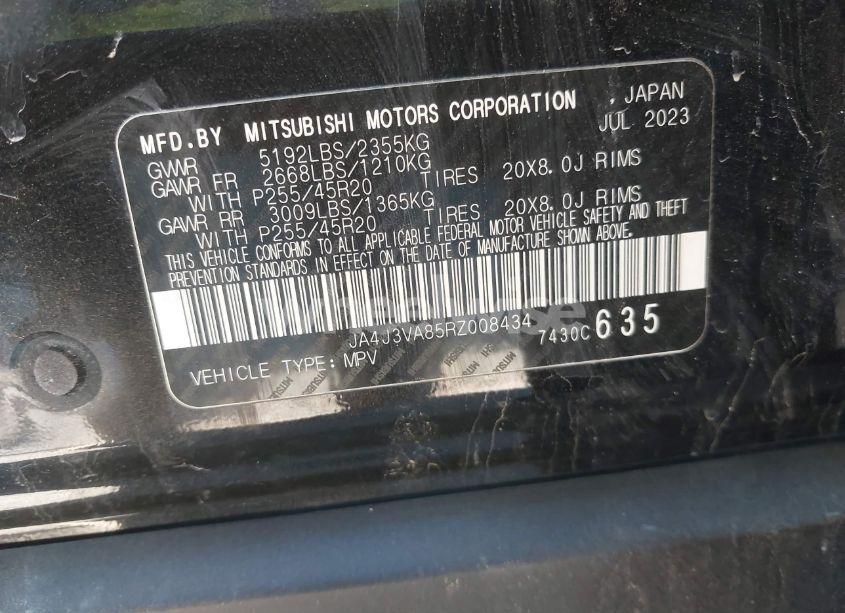 MFD.BY MITSUBISHI MOTORS CORPORATION , JAPAN
JUL 2023
GVWR 5192LBS/2355KG
GAWR FR 2668LBS/1210KG
WITH P255/45R20 TIRES 20X8.0J RIMS
GAWR RR 3009LBS/1365KG
WITH P255/45R20 TIRES 20X8.0J RIMS
THIS VEHICLE CONFORMS TO ALL APPLICABLE FEDERAL MOTOR VEHICLE SAFETY AND THEFT
PREVENTION STANDARDS IN EFFECT ON THE DATE OF MANUFACTURE SHOWN ABOVE.
JA4J3VA85RZ008434 7430C 635
VEHICLE TYPE: MPV